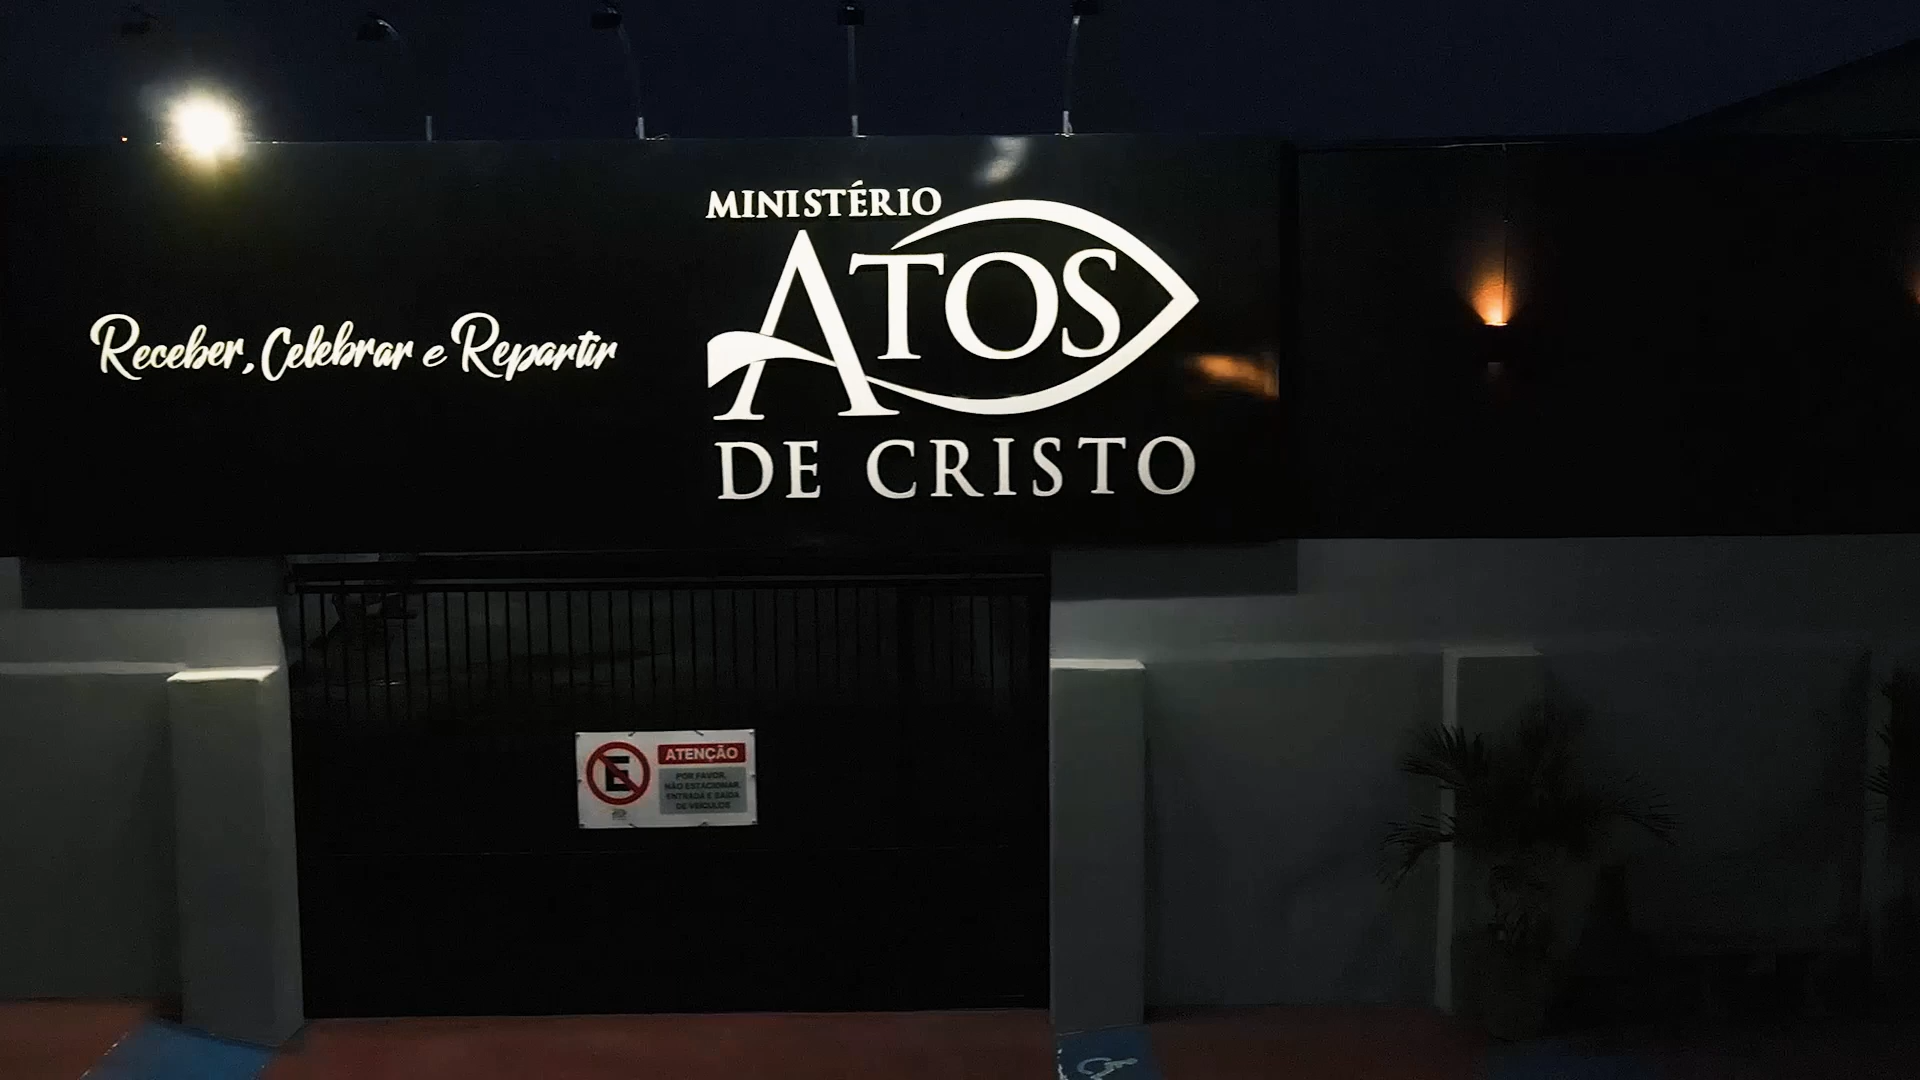 Receber, Celebrar e Repartir
MINISTÉRIO
ATOS
DE CRISTO
E
ATENÇÃO
POR FAVOR,
NÃO ESTACIONAR,
ENTRADA E SAÍDA
DE VEÍCULOS